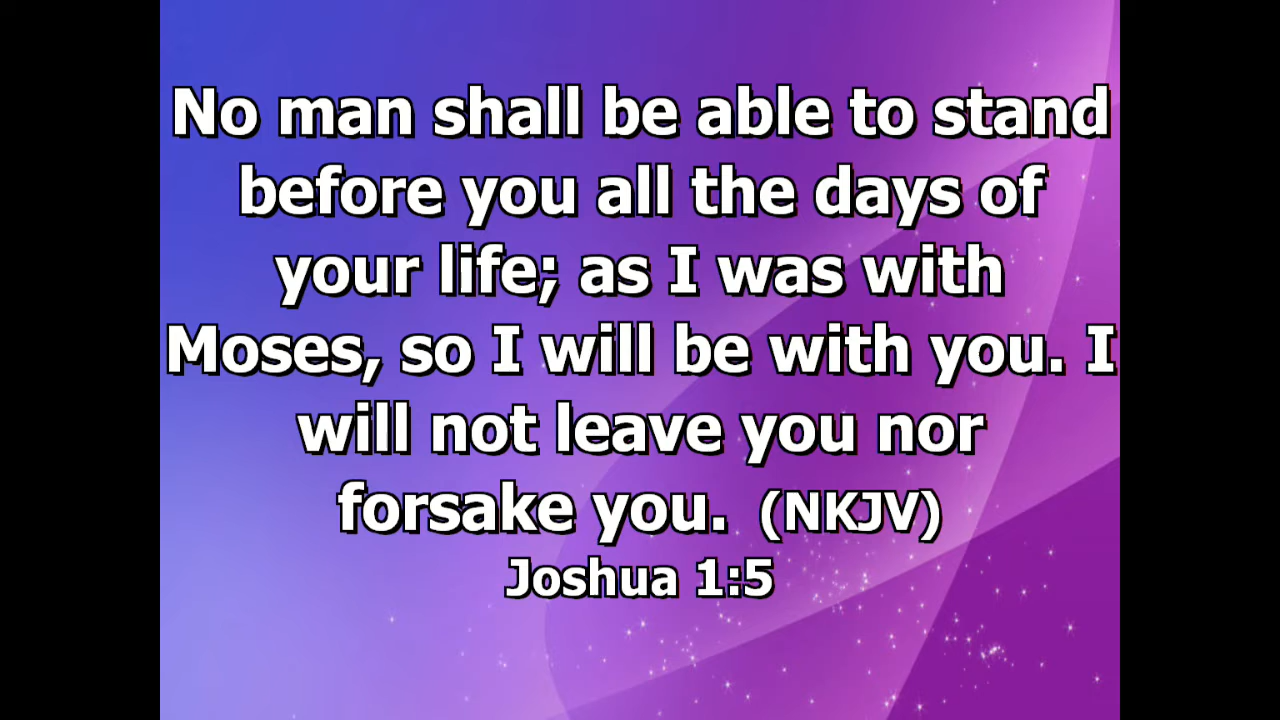 No man shall be able to stand
before you all the days of
your life; as I was with
Moses, so I will be with you. I
will not leave you nor
forsake you. (NKJV)
Joshua 1:5